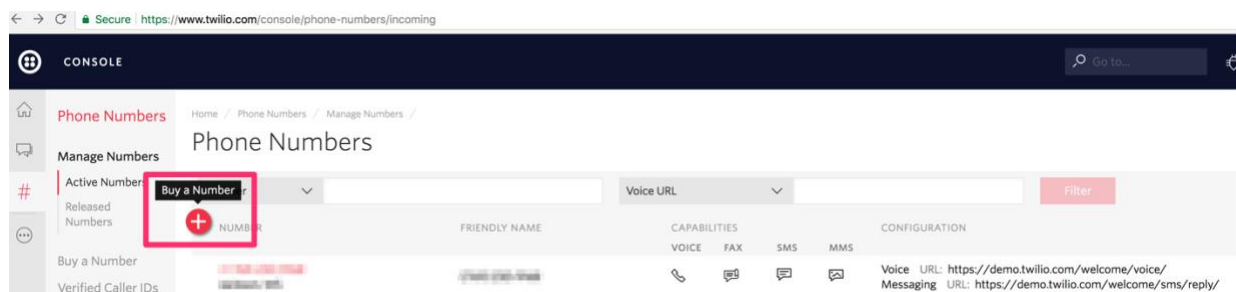 Secure https://www.twilio.com/console/phone-numbers/incoming
CONSOLE
Go to...
Phone Numbers
Manage Numbers
Active Numbers
Released
Numbers
Buy a Number
Verified Caller IDs
Home / Phone Numbers / Manage Numbers /
Phone Numbers
Buy a Number
Voice URL
Filter
NUMBER
FRIENDLY NAME
CAPABILITIES
CONFIGURATION
VOICE FAX SMS MMS
Voice URL: https://demo.twilio.com/welcome/voice/
Messaging URL: https://demo.twilio.com/welcome/sms/reply/